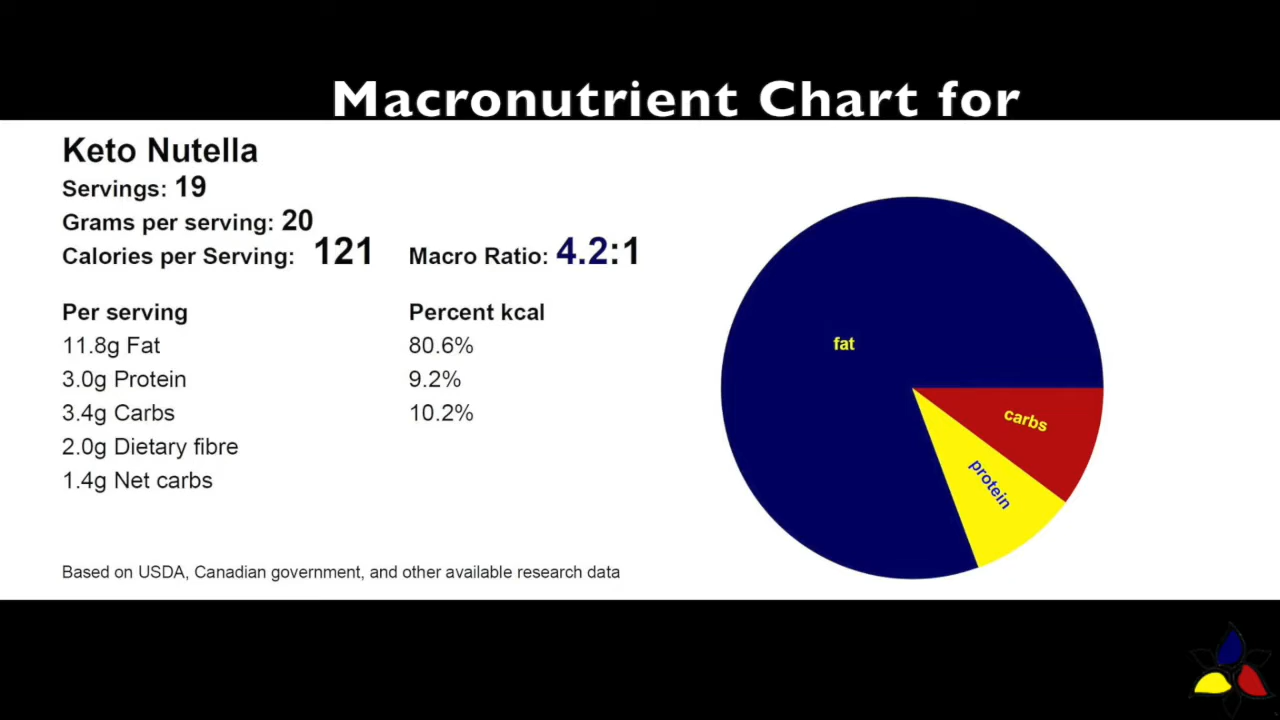 Macronutrient Chart for
Keto Nutella
Servings: 19
Grams per serving: 20
Calories per Serving: 121 Macro Ratio: 4.2:1
Per serving Percent kcal
11.8g Fat 80.6%
3.0g Protein 9.2%
3.4g Carbs 10.2%
2.0g Dietary fibre
1.4g Net carbs
fat
carbs
protein
Based on USDA, Canadian government, and other available research data